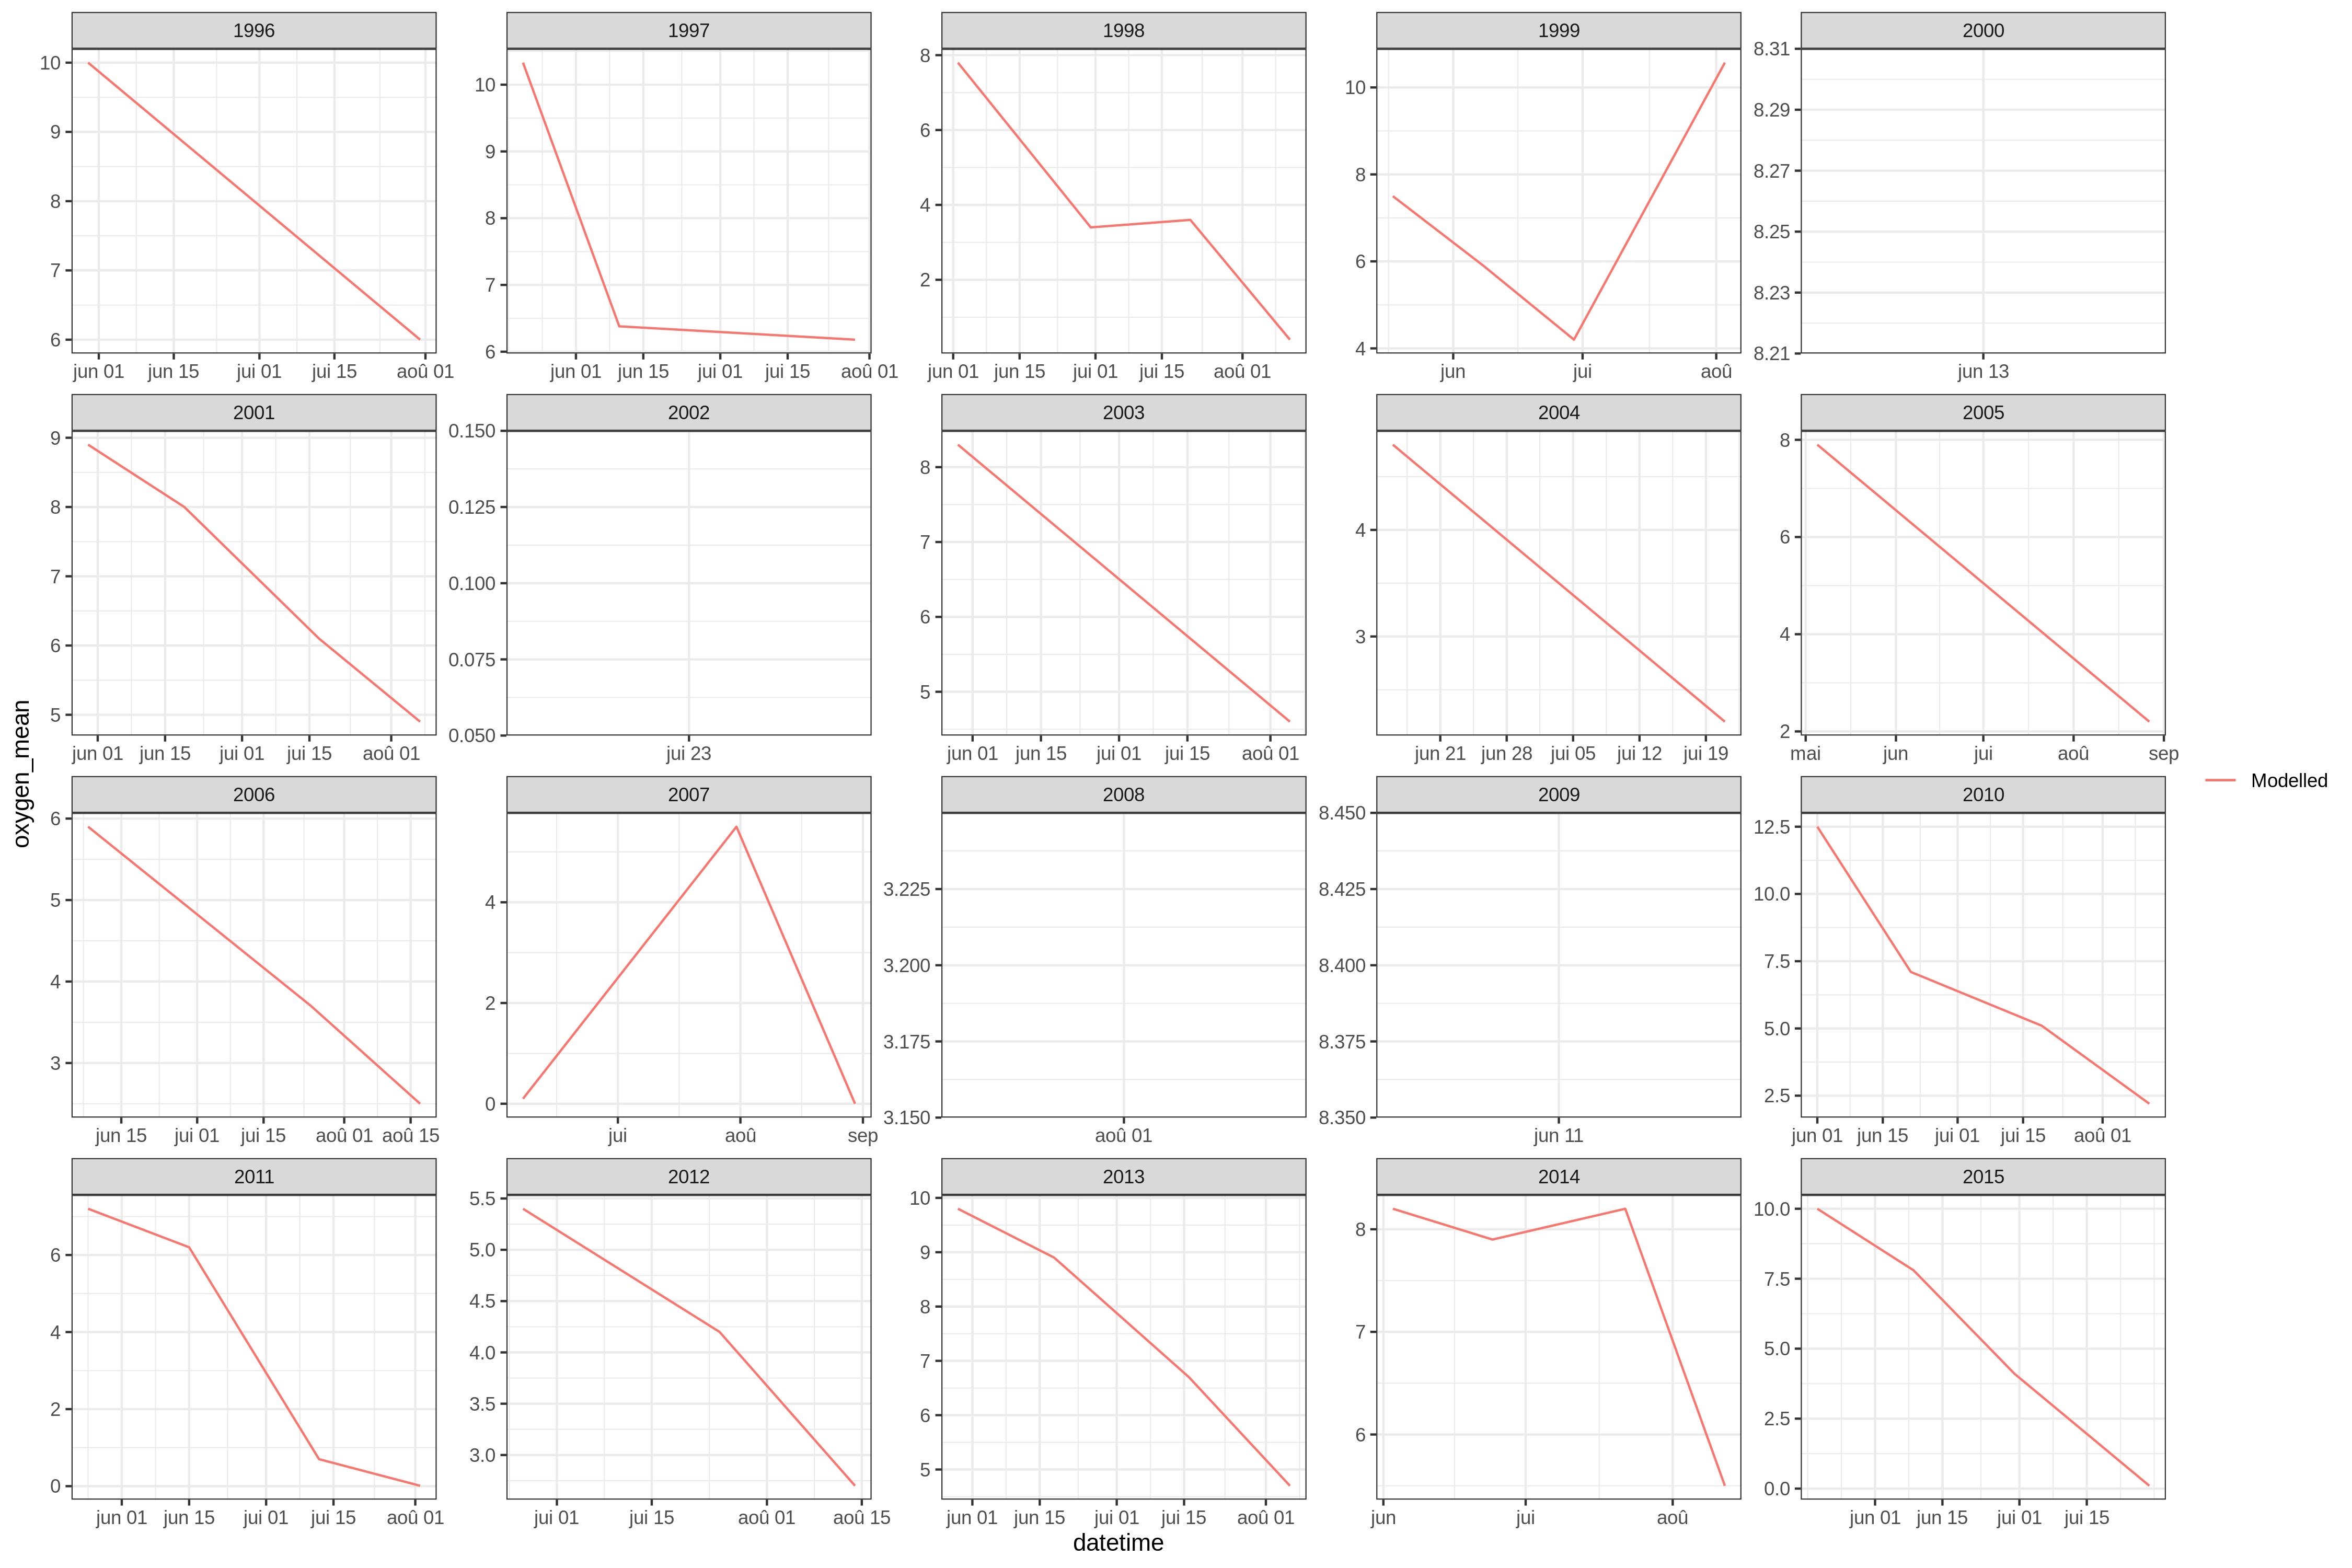 1996 1997 1998 1999 2000
10 9 8 7 6
jun 01 jun 15 jui 01 jui 15 aoû 01
10 9 8 7 6
jun 01 jun 15 jui 01 jui 15 aoû 01
8 6 4 2
jun 01 jun 15 jui 01 jui 15 aoû 01
10 8 6 4
jun jui aoû
8.31 8.29 8.27 8.25 8.23 8.21
jun 13
2001 2002 2003 2004 2005
9 8 7 6 5
jun 01 jun 15 jui 01 jui 15 aoû 01
0.150 0.125 0.100 0.075 0.050
jui 23
8 7 6 5
jun 01 jun 15 jui 01 jui 15 aoû 01
4 3
jun 21 jun 28 jui 05 jui 12 jui 19
8 6 4 2
mai jun jui aoû sep
oxygen_mean
Modelled
2006 2007 2008 2009 2010
6 5 4 3
jun 15 jui 01 jui 15 aoû 01 aoû 15
4 2 0
jui aoû sep
3.225 3.200 3.175 3.150
aoû 01
8.450 8.425 8.400 8.375 8.350
jun 11
12.5 10.0 7.5 5.0 2.5
jun 01 jun 15 jui 01 jui 15 aoû 01
2011 2012 2013 2014 2015
6 4 2 0
jun 01 jun 15 jui 01 jui 15 aoû 01
5.5 5.0 4.5 4.0 3.5 3.0
jui 01 jui 15 aoû 01 aoû 15
10 9 8 7 6 5
jun 01 jun 15 jui 01 jui 15 aoû 01
8 7 6
jun jui aoû
10.0 7.5 5.0 2.5 0.0
jun 01 jun 15 jui 01 jui 15
datetime